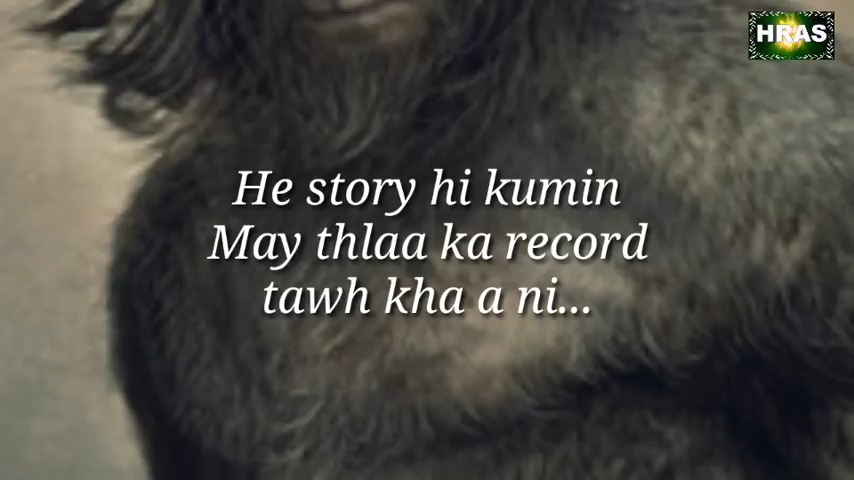 HRAS
He story hi kumin
May thlaa ka record
tawh kha a ni...